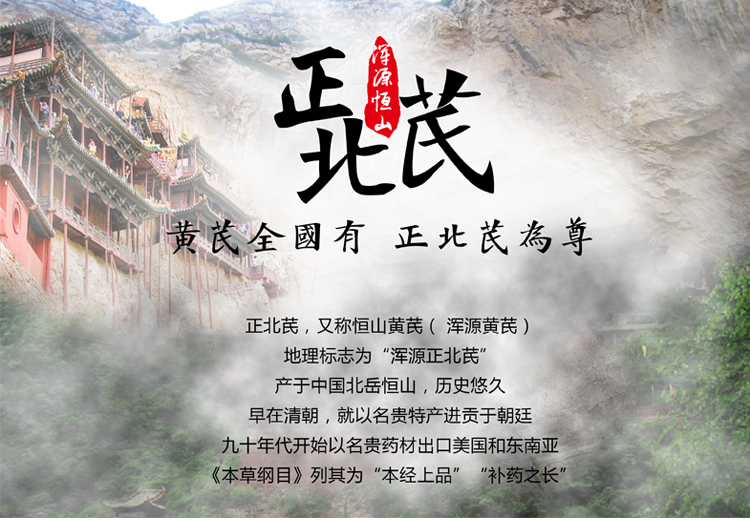 正北芪
浑源恒山
黄芪全國有 正北芪為尊
正北芪，又称恒山黄芪（ 浑源黄芪）
地理标志为“浑源正北芪”
产于中国北岳恒山，历史悠久
早在清朝，就以名贵特产进贡于朝廷
九十年代开始以名贵药材出口美国和东南亚
《本草纲目》列其为“本经上品”“补药之长”